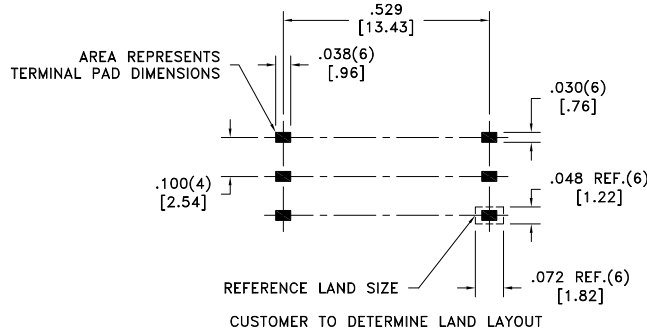 .529
[13.43]
AREA REPRESENTS
TERMINAL PAD DIMENSIONS
.038(6)
[.96]
.030(6)
[.76]
.100(4)
[2.54]
.048 REF.(6)
[1.22]
REFERENCE LAND SIZE
.072 REF.(6)
[1.82]
CUSTOMER TO DETERMINE LAND LAYOUT